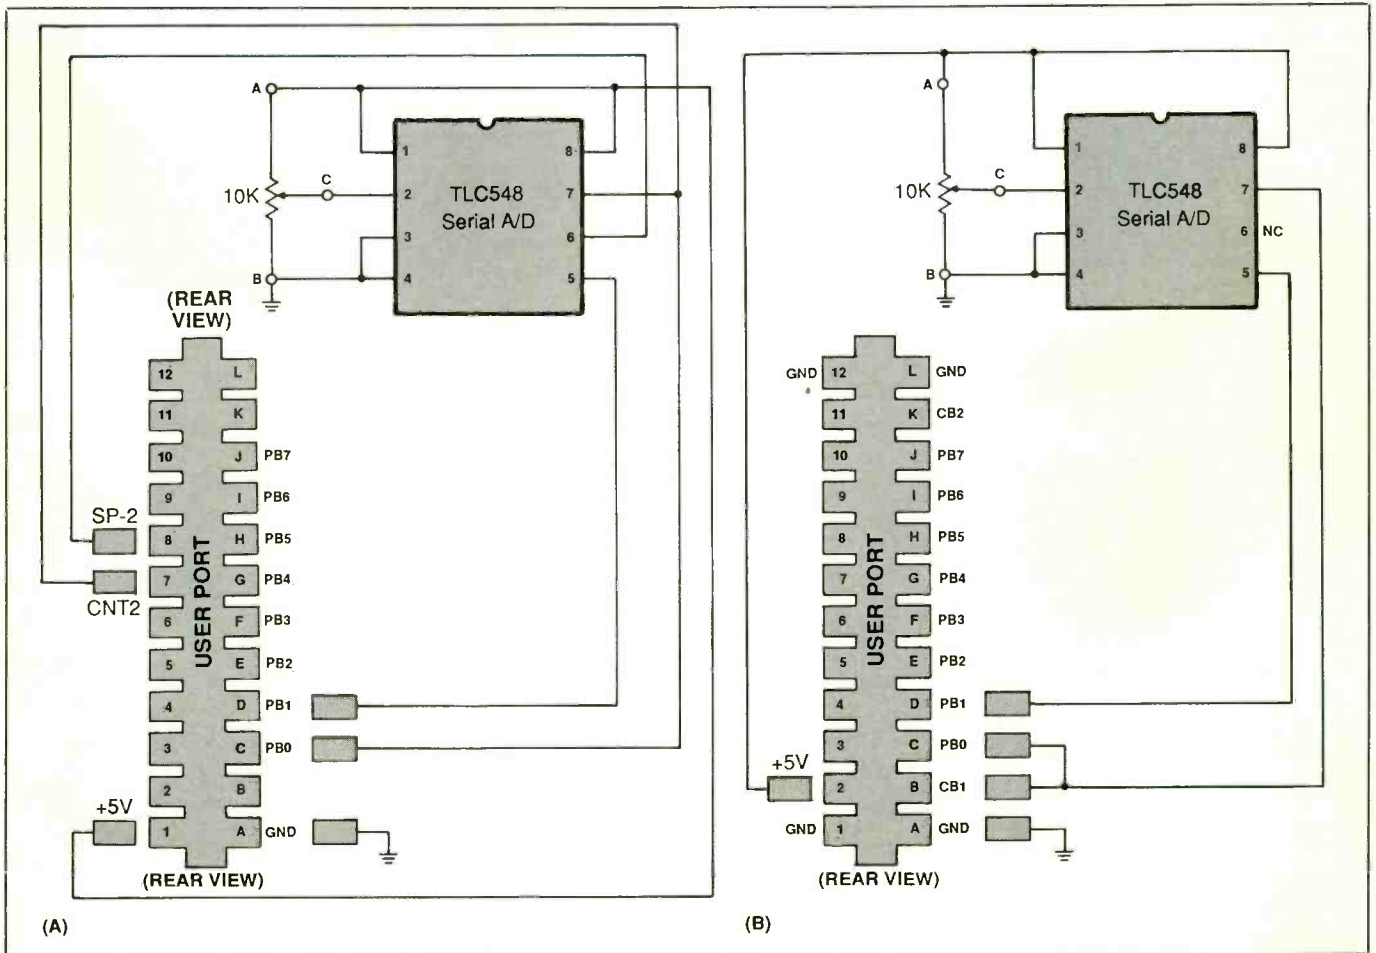 A
1
8
10K
C
2
TLC548
Serial A/D
7
3
6
B
4
5
(REAR
VIEW)
12 L
11 K
10 J PB7
9 I PB6
SP-2
8 H PB5
7 G PB4
CNT2
6 F PB3
USER PORT
5 E PB2
4 D PB1
3 C PB0
2 B
+5V
1 A GND
(REAR VIEW)
(A)
A
1
8
10K
C
2
TLC548
Serial A/D
7
3
6 NC
B
4
5
GND 12 L GND
11 K CB2
10 J PB7
9 I PB6
8 H PB5
7 G PB4
6 F PB3
USER PORT
5 E PB2
4 D PB1
3 C PB0
+5V
2 B CB1
GND 1 A GND
(REAR VIEW)
(B)